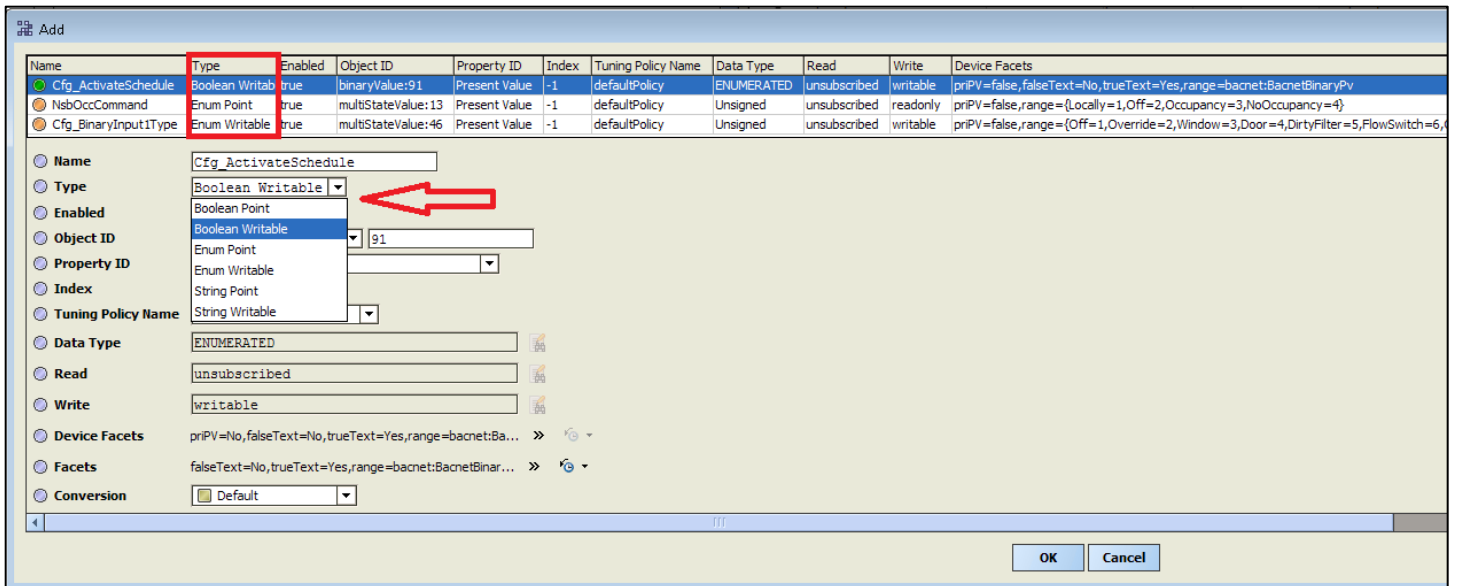 Add
Name Type Enabled Object ID Property ID Index Tuning Policy Name Data Type Read Write Device Facets
Cfg_ActivateSchedule Boolean Writab true binaryValue:91 Present Value -1 defaultPolicy ENUMERATED unsubscribed writable priPV=false,falseText=No,trueText=Yes,range=bacnet:BacnetBinaryPv
NsbOccCommand Enum Point true multiStateValue:13 Present Value -1 defaultPolicy Unsigned unsubscribed readonly priPV=false,range={Locally=1,Off=2,Occupancy=3,NoOccupancy=4}
Cfg_BinaryInput1Type Enum Writable true multiStateValue:46 Present Value -1 defaultPolicy Unsigned unsubscribed writable priPV=false,range={Off=1,Override=2,Window=3,Door=4,DirtyFilter=5,FlowSwitch=6,
Name Cfg_ActivateSchedule
Type Boolean Writable
Boolean Point
Enabled
Boolean Writable
Object ID 91
Enum Point
Property ID
Enum Writable
Index
String Point
Tuning Policy Name
String Writable
Data Type ENUMERATED
Read unsubscribed
Write writable
Device Facets priPV=No,falseText=No,trueText=Yes,range=bacnet:Ba... »
Facets falseText=No,trueText=Yes,range=bacnet:BacnetBinar... »
Conversion Default
OK Cancel